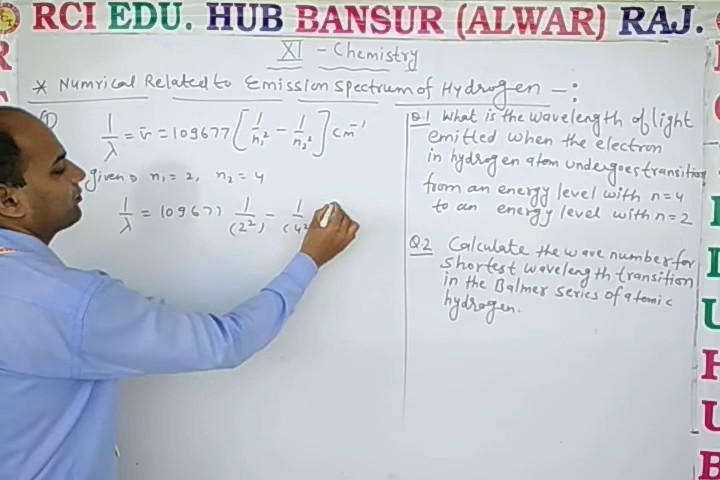 RCI EDU. HUB BANSUR (ALWAR) RAJ.
XI - Chemistry
* Numrical Related to Emission Spectrum of Hydrogen -:
1/λ = v̄ = 109677 [1/n₁² - 1/n₂²] cm⁻¹
given n₁ = 2, n₂ = 4
1/λ = 109677 1/(2²) - 1/(4²
Q.1 What is the wavelength of light
emitted when the electron
in hydrogen atom undergoes transition
from an energy level with n=4
to an energy level with n=2
Q.2 Calculate the wave number for
shortest wavelength transition
in the Balmer series of atomic
hydrogen.